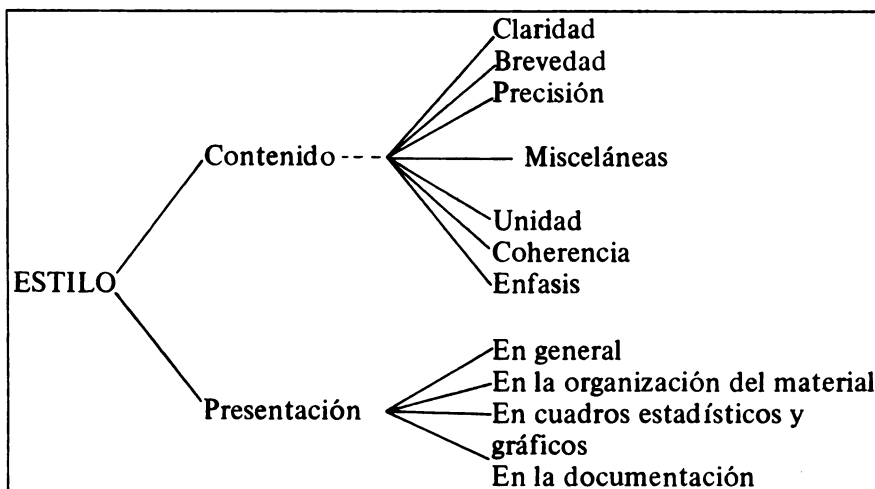 Claridad
Brevedad
Precisión
Contenido ---
Misceláneas
Unidad
Coherencia
Enfasis
ESTILO
En general
En la organización del material
Presentación
En cuadros estadísticos y
gráficos
En la documentación